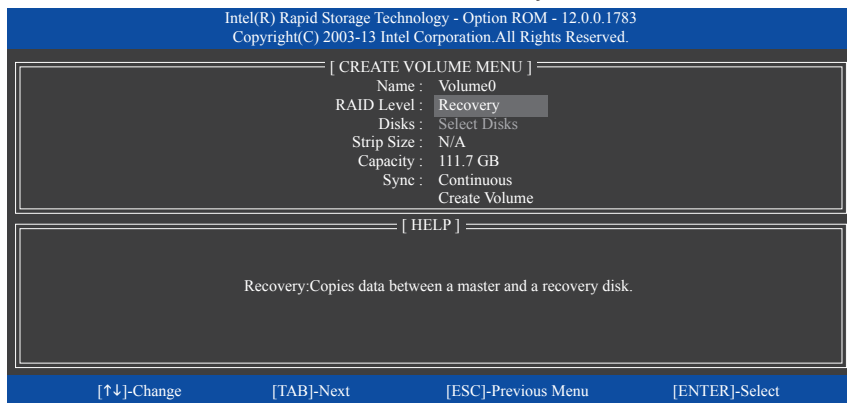 Intel(R) Rapid Storage Technology - Option ROM - 12.0.0.1783
Copyright(C) 2003-13 Intel Corporation.All Rights Reserved.
[ CREATE VOLUME MENU ]
Name : Volume0
RAID Level : Recovery
Disks : Select Disks
Strip Size : N/A
Capacity : 111.7 GB
Sync : Continuous
Create Volume
[ HELP ]
Recovery:Copies data between a master and a recovery disk.
[↑↓]-Change [TAB]-Next [ESC]-Previous Menu [ENTER]-Select